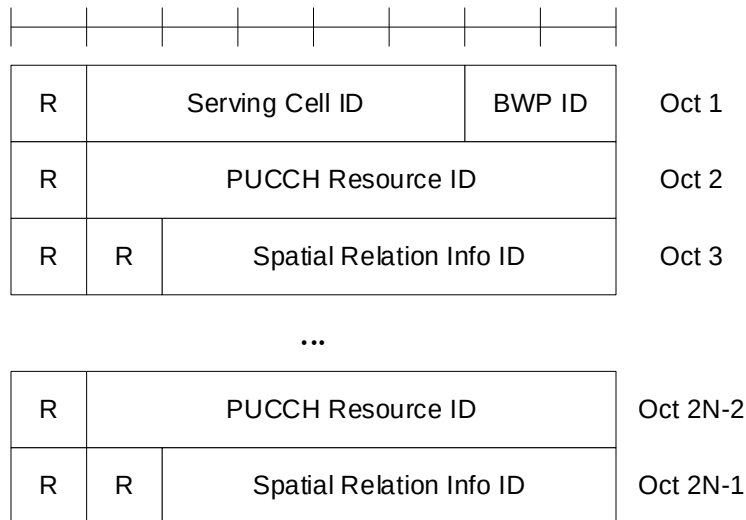 R Serving Cell ID BWP ID Oct 1
R PUCCH Resource ID Oct 2
R R Spatial Relation Info ID Oct 3
...
R PUCCH Resource ID Oct 2N-2
R R Spatial Relation Info ID Oct 2N-1